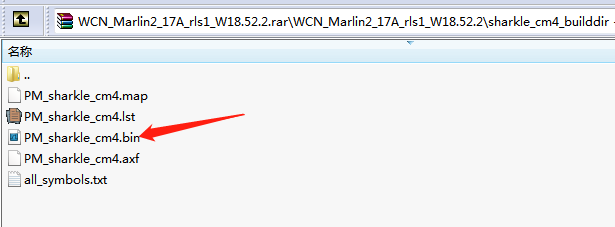 WCN_Marlin2_17A_rls1_W18.52.2.rar\WCN_Marlin2_17A_rls1_W18.52.2\sharkle_cm4_builddir -
名称
..
PM_sharkle_cm4.map
PM_sharkle_cm4.lst
PM_sharkle_cm4.bin
PM_sharkle_cm4.axf
all_symbols.txt